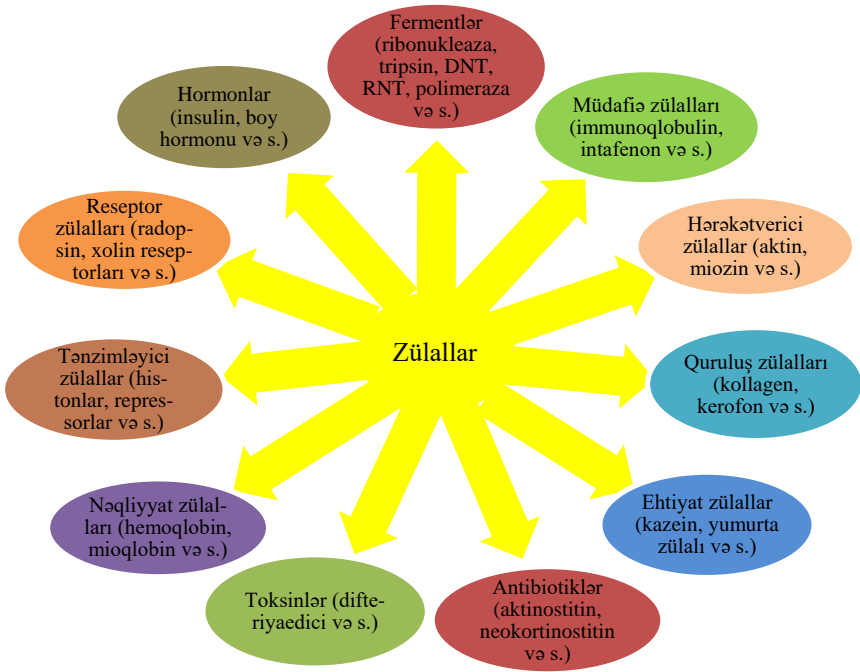 Fermentlər
(ribonukleaza,
tripsin, DNT,
RNT, polimeraza
və s.)
Müdafiə zülalları
(immunoqlobulin,
intafenon və s.)
Hərəkətverici
zülallar (aktin,
miozin və s.)
Quruluş zülalları
(kollagen,
kerofon və s.)
Ehtiyat zülallar
(kazein, yumurta
zülalı və s.)
Antibiotiklər
(aktinostitin,
neokortinostitin
və s.)
Toksinlər (difte-
riyaedici və s.)
Nəqliyyat zülal-
ları (hemoqlobin,
mioqlobin və s.)
Tənzimləyici
zülallar (his-
tonlar, repres-
sorlar və s.)
Reseptor
zülalları (radop-
sin, xolin resep-
torları və s.)
Hormonlar
(insulin, boy
hormonu və s.)
Zülallar